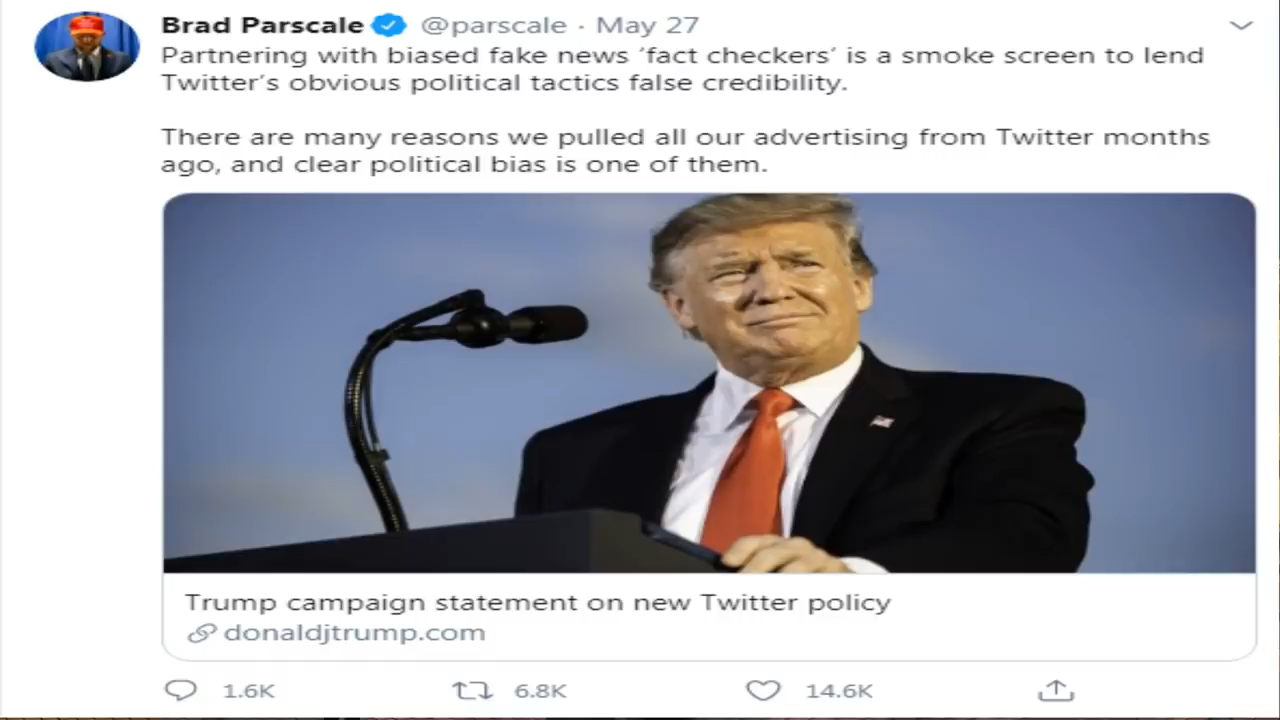 Brad Parscale @parscale · May 27
Partnering with biased fake news ‘fact checkers’ is a smoke screen to lend
Twitter’s obvious political tactics false credibility.
There are many reasons we pulled all our advertising from Twitter months
ago, and clear political bias is one of them.
Trump campaign statement on new Twitter policy
donaldjtrump.com
1.6K 6.8K 14.6K